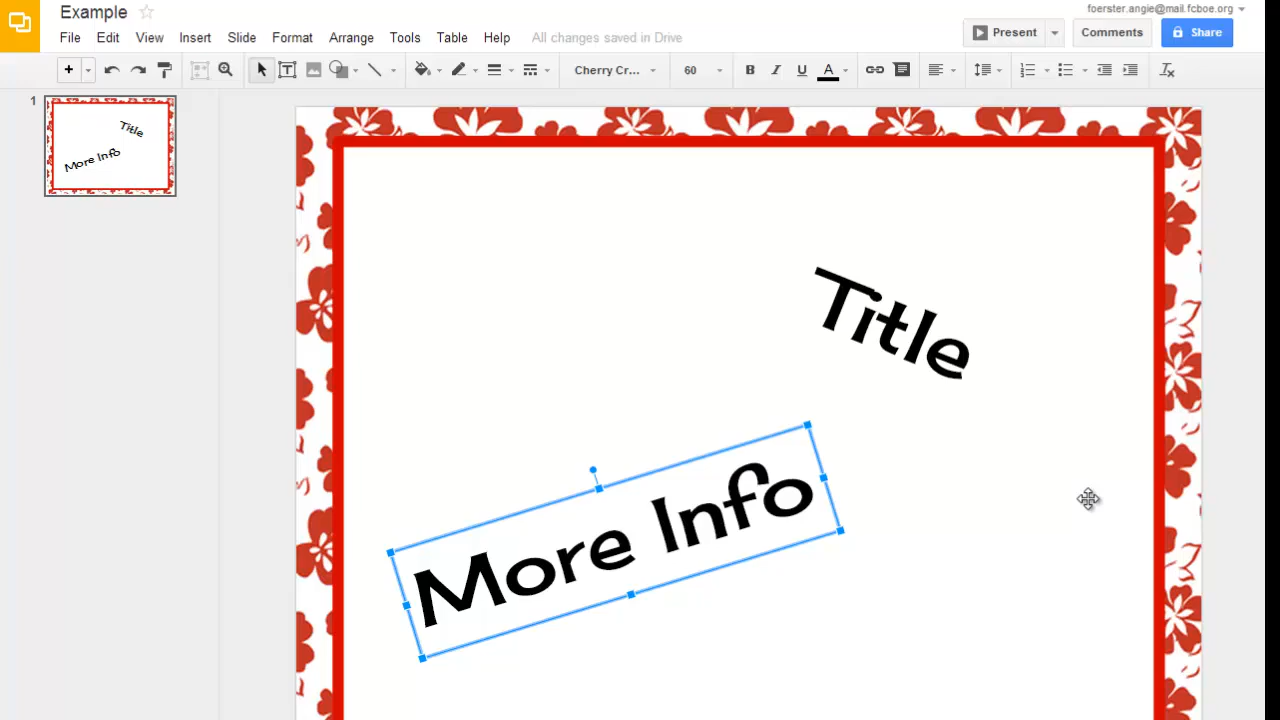 Example
foerster.angie@mail.fcboe.org
File Edit View Insert Slide Format Arrange Tools Table Help All changes saved in Drive
Present Comments Share
Cherry Cr... 60 B I U A
1
Title
More Info
Title
More Info